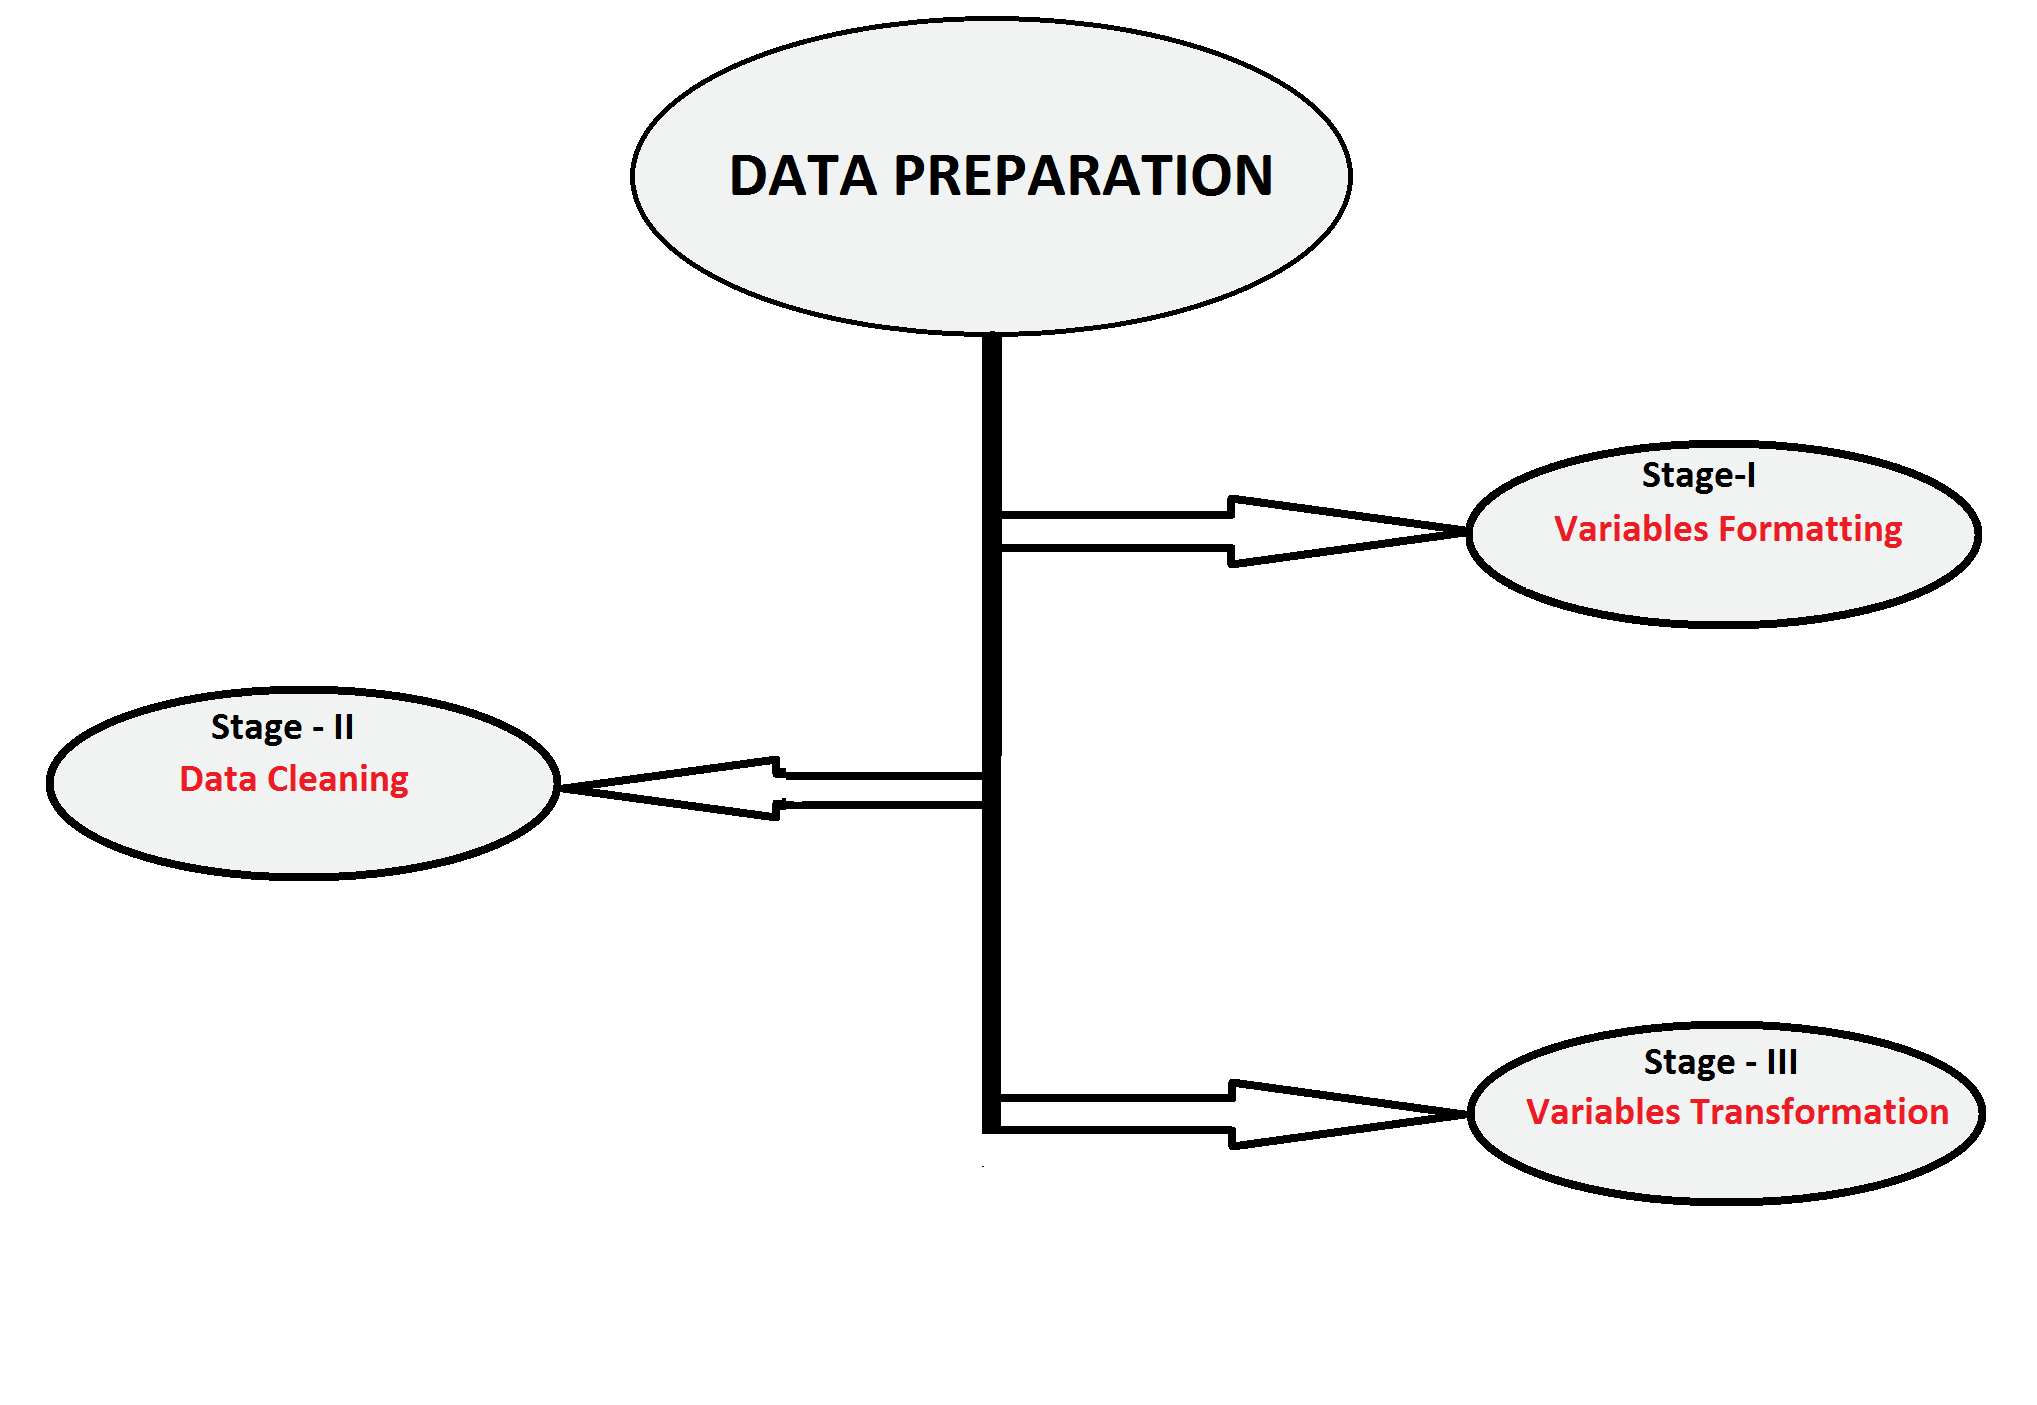 DATA PREPARATION
Stage-I
Variables Formatting
Stage - II
Data Cleaning
Stage - III
Variables Transformation